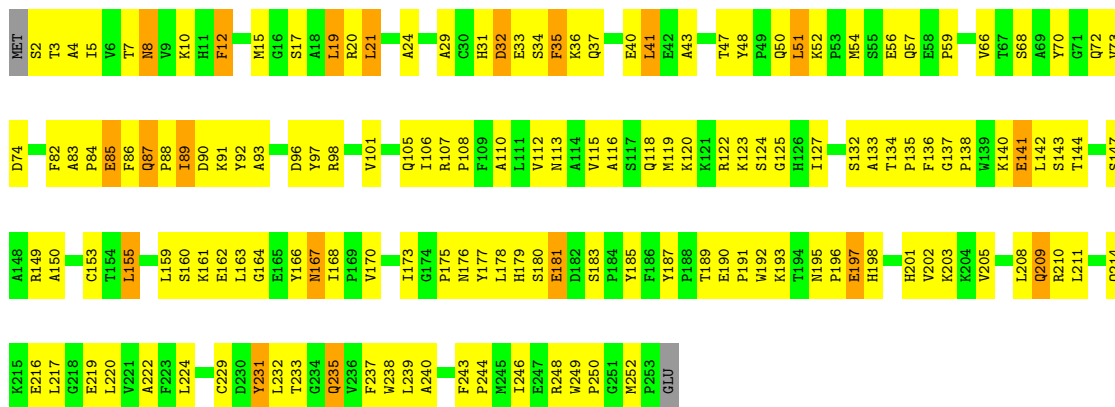 MET S2 T3 A4 I5 V6 T7 N8 V9 K10 H11 F12 M15 G16 S17 A18 L19 R20 L21 A24 A29 C30 H31 D32 E33 S34 F35 K36 Q37 E40 L41 E42 A43 T47 Y48 P49 Q50 L51 K52 P53 M54 S55 E56 Q57 E58 P59 V66 T67 S68 A69 Y70 G71 Q72
D74 F82 A83 P84 E85 F86 Q87 P88 I89 D90 K91 Y92 A93 D96 Y97 R98 V101 Q105 I106 R107 P108 F109 A110 L111 V112 N113 A114 V115 A116 S117 Q118 M119 K120 K121 R122 K123 S124 G125 H126 I127 S132 A133 T134 P135 F136 G137 P138 W139 K140 E141 L142 S143 T144
A148 R149 A150 C153 T154 L155 L159 S160 K161 E162 L163 G164 E165 Y166 N167 I168 P169 V170 I173 G174 P175 N176 Y177 L178 H179 S180 E181 D182 S183 P184 Y185 F186 Y187 P188 T189 E190 P191 W192 K193 T194 N195 P196 E197 H198 H201 V202 K203 K204 V205 L208 Q209 R210 L211
K215 E216 L217 G218 E219 L220 V221 A222 F223 L224 C229 D230 Y231 L232 T233 G234 Q235 V236 F237 W238 L239 A240 F243 P244 M245 I246 E247 R248 W249 P250 G251 M252 P253 GLU